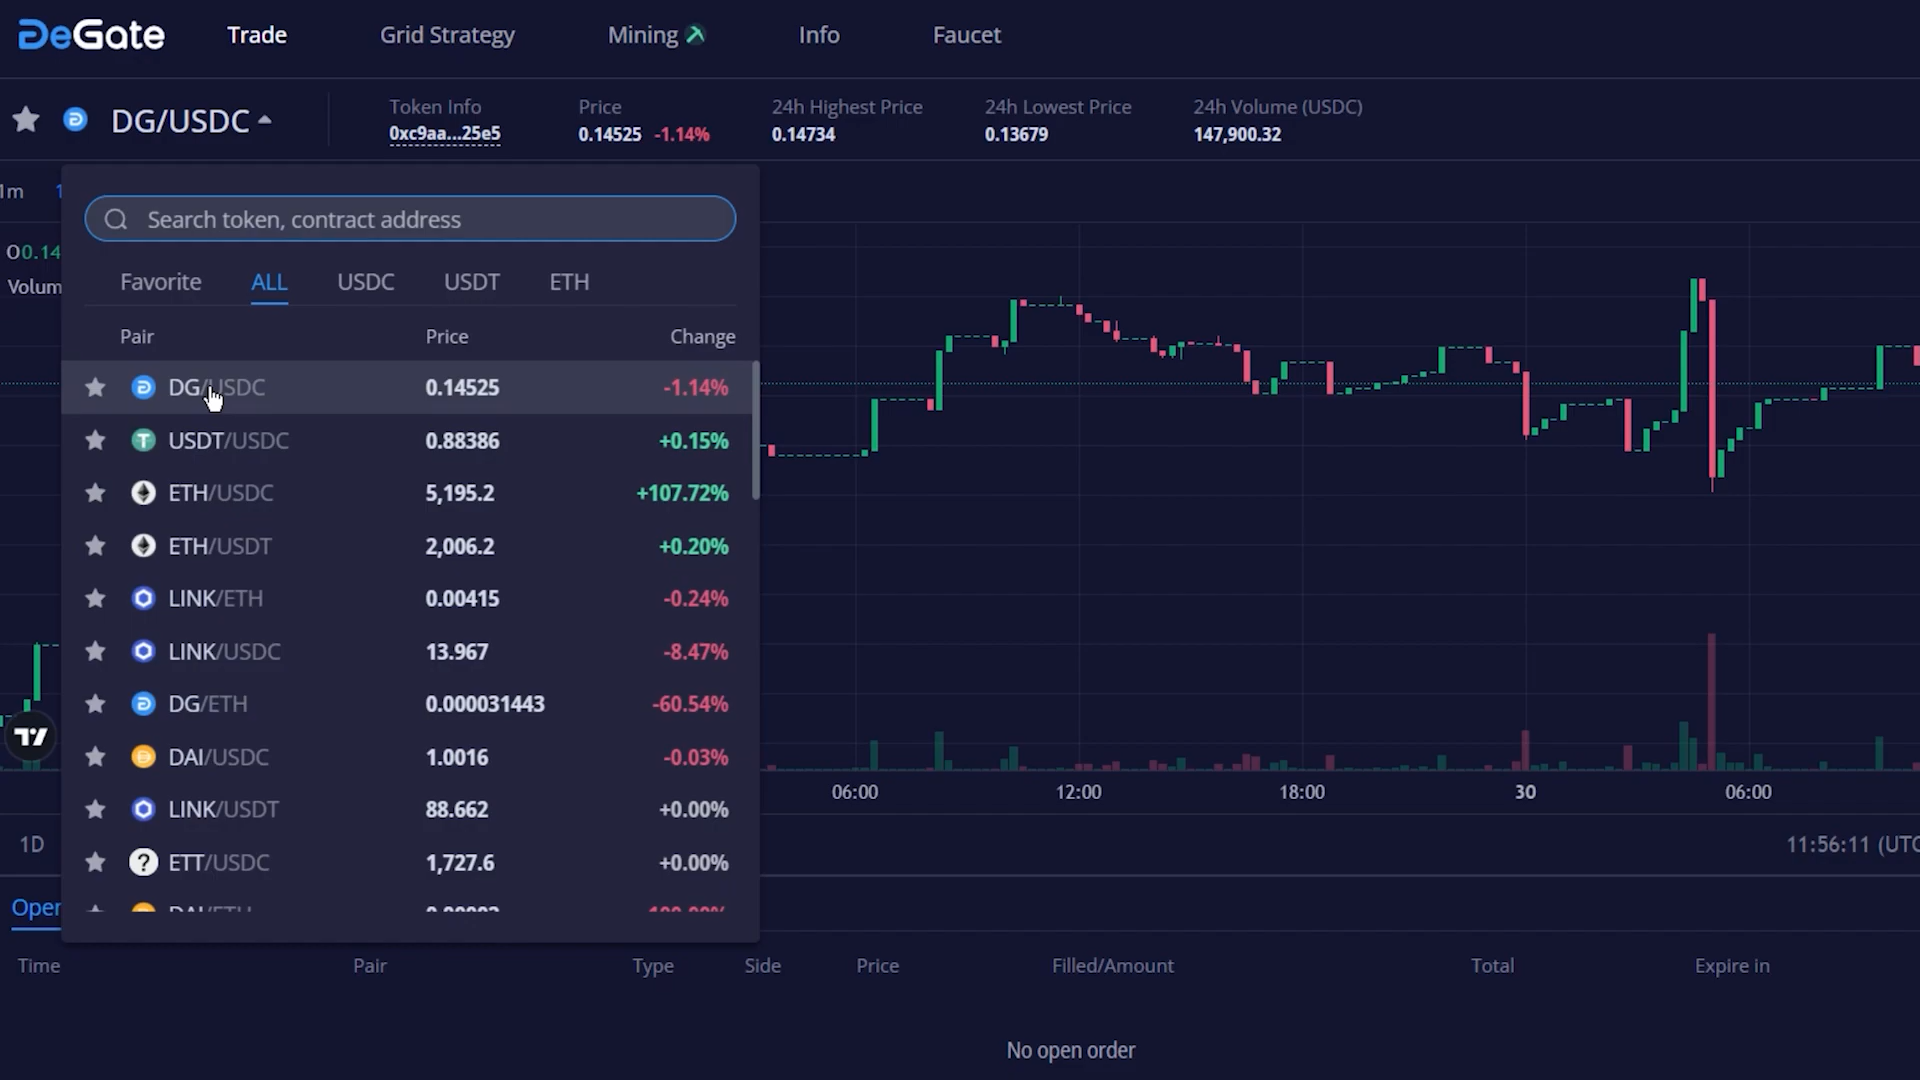 DeGate
Trade
Grid Strategy
Mining
Info
Faucet
DG/USDC
Token Info
0xc9aa...25e5
Price
0.14525 -1.14%
24h Highest Price
0.14734
24h Lowest Price
0.13679
24h Volume (USDC)
147,900.32
1m
O0.14
Volum
Search token, contract address
Favorite ALL USDC USDT ETH
Pair Price Change
DG/USDC 0.14525 -1.14%
USDT/USDC 0.88386 +0.15%
ETH/USDC 5,195.2 +107.72%
ETH/USDT 2,006.2 +0.20%
LINK/ETH 0.00415 -0.24%
LINK/USDC 13.967 -8.47%
DG/ETH 0.000031443 -60.54%
DAI/USDC 1.0016 -0.03%
LINK/USDT 88.662 +0.00%
ETT/USDC 1,727.6 +0.00%
06:00 12:00 18:00 30 06:00
1D
11:56:11 (UTC
Open
Time Pair Type Side Price Filled/Amount Total Expire in
No open order